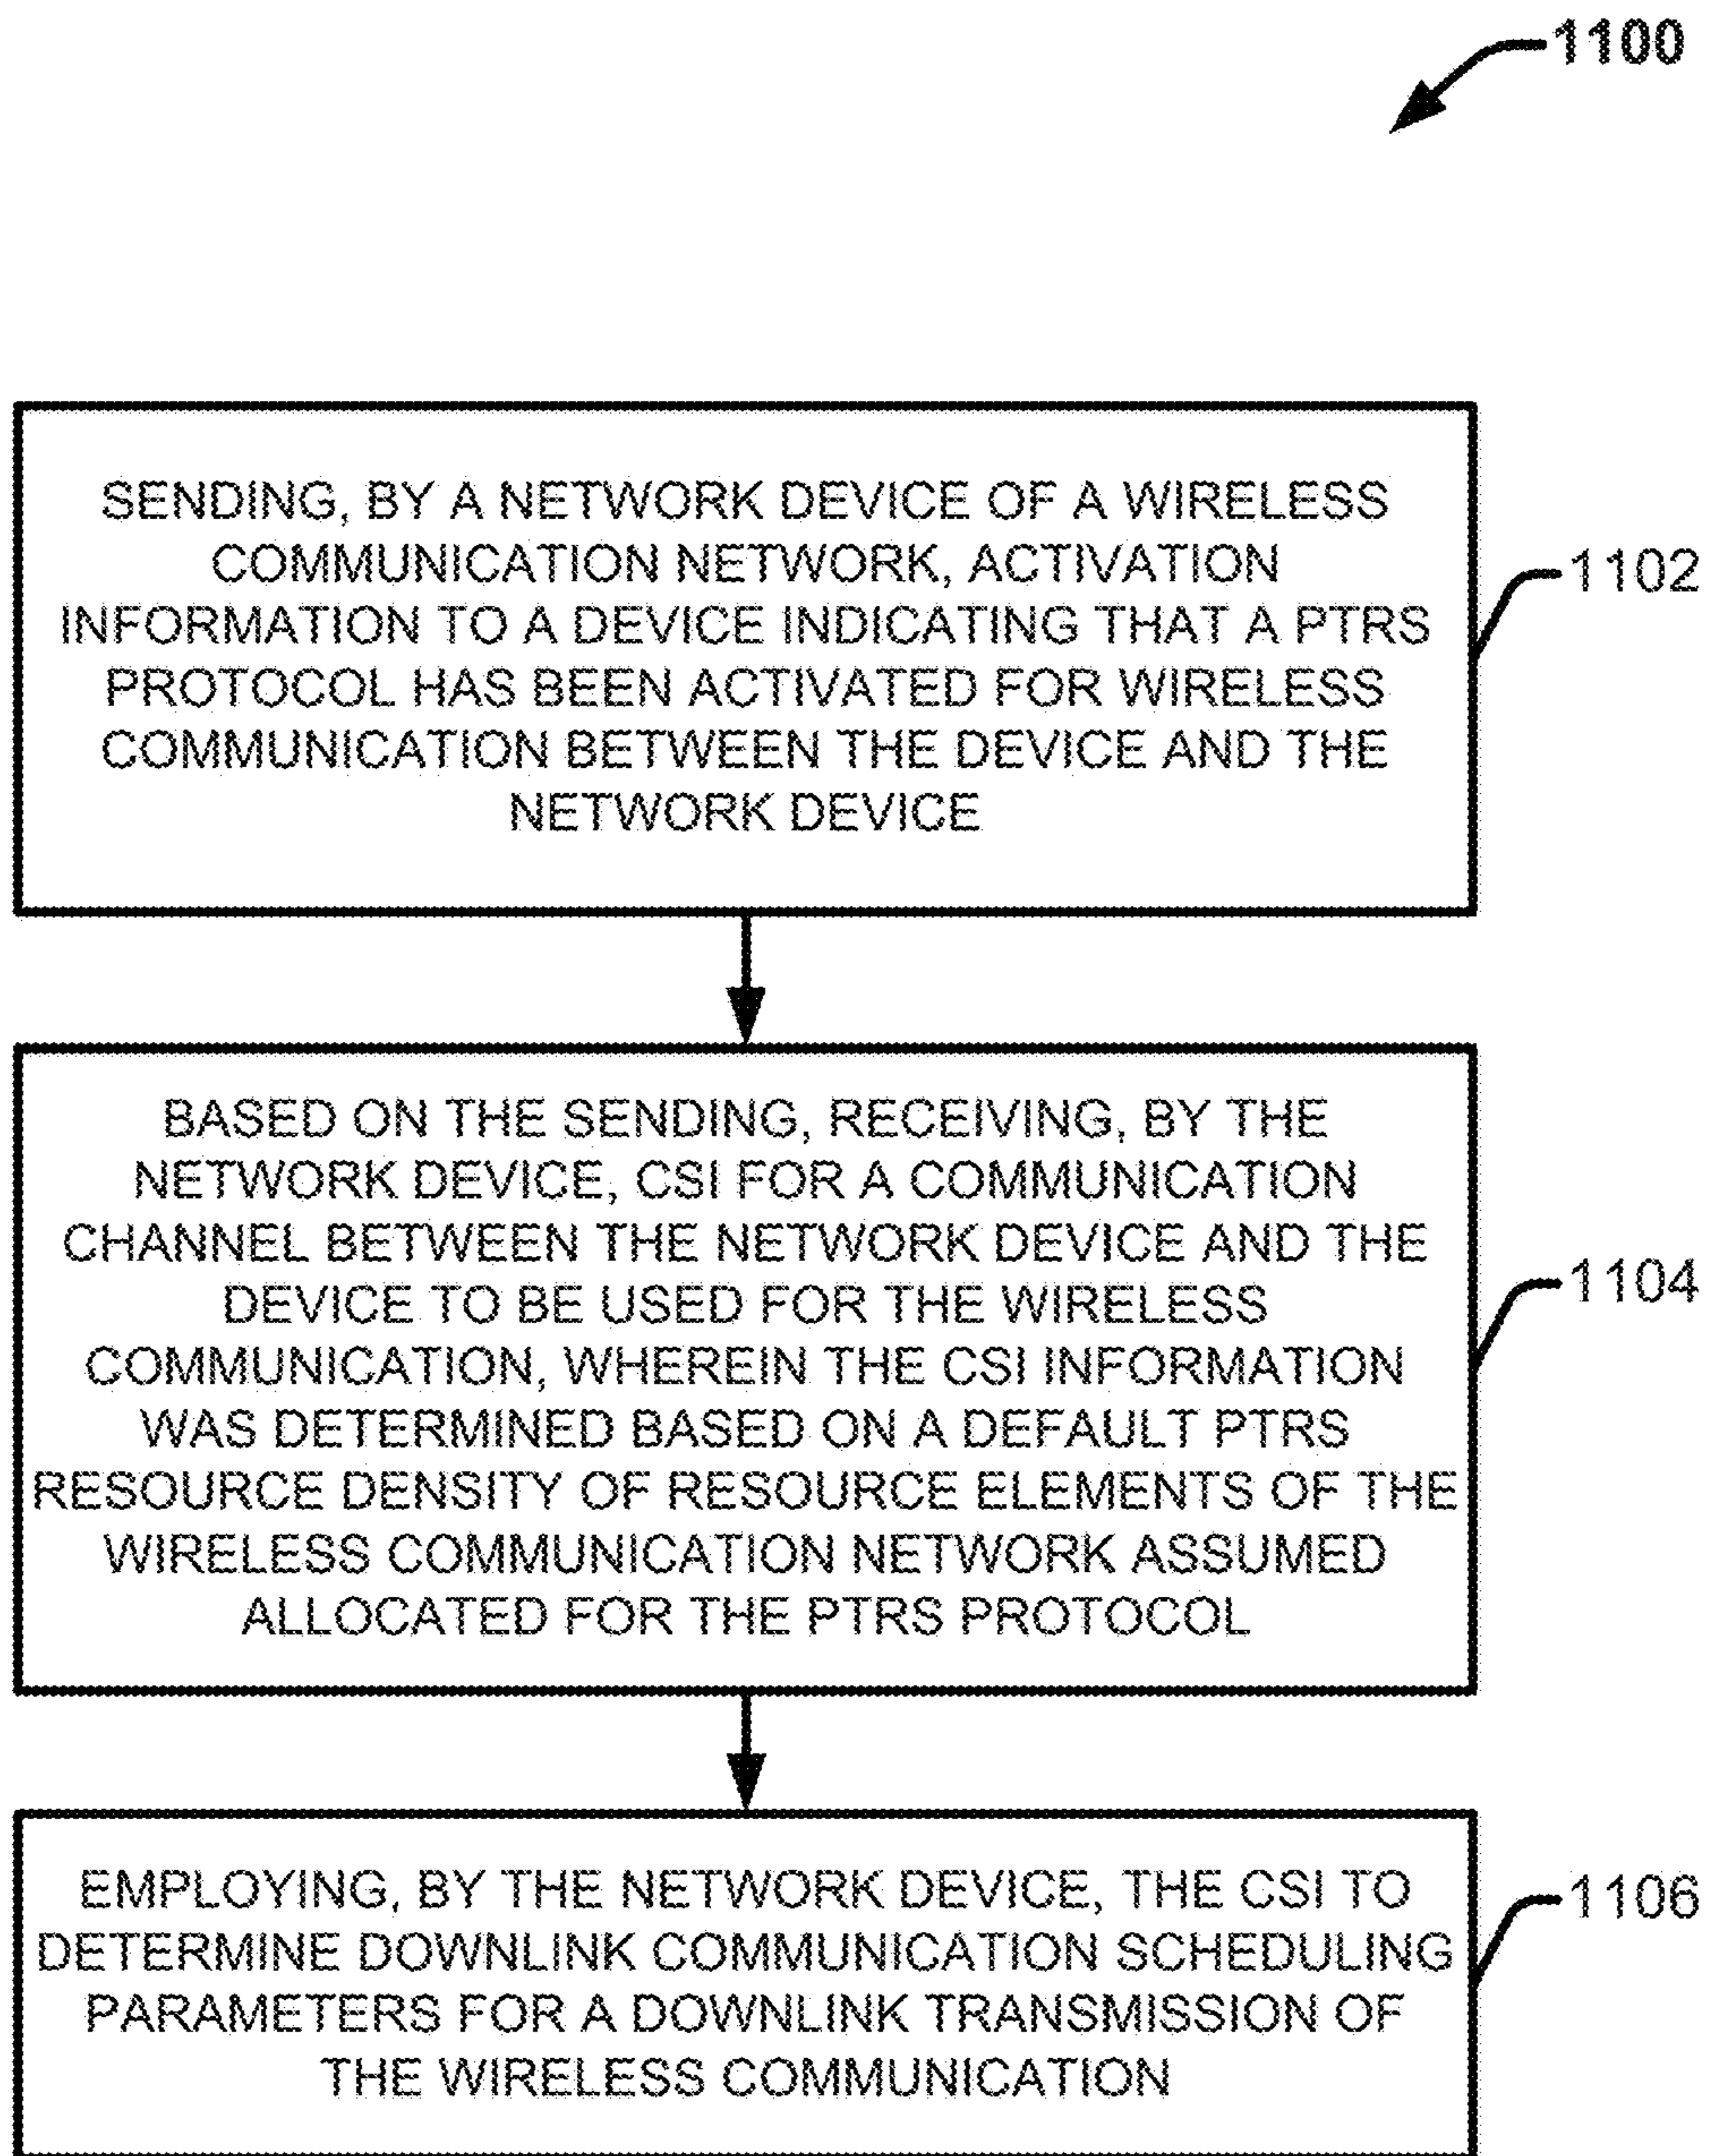 1100
SENDING, BY A NETWORK DEVICE OF A WIRELESS
COMMUNICATION NETWORK, ACTIVATION
INFORMATION TO A DEVICE INDICATING THAT A PTRS
PROTOCOL HAS BEEN ACTIVATED FOR WIRELESS
COMMUNICATION BETWEEN THE DEVICE AND THE
NETWORK DEVICE
1102
BASED ON THE SENDING, RECEIVING, BY THE
NETWORK DEVICE, CSI FOR A COMMUNICATION
CHANNEL BETWEEN THE NETWORK DEVICE AND THE
DEVICE TO BE USED FOR THE WIRELESS
COMMUNICATION, WHEREIN THE CSI INFORMATION
WAS DETERMINED BASED ON A DEFAULT PTRS
RESOURCE DENSITY OF RESOURCE ELEMENTS OF THE
WIRELESS COMMUNICATION NETWORK ASSUMED
ALLOCATED FOR THE PTRS PROTOCOL
1104
EMPLOYING, BY THE NETWORK DEVICE, THE CSI TO
DETERMINE DOWNLINK COMMUNICATION SCHEDULING
PARAMETERS FOR A DOWNLINK TRANSMISSION OF
THE WIRELESS COMMUNICATION
1106